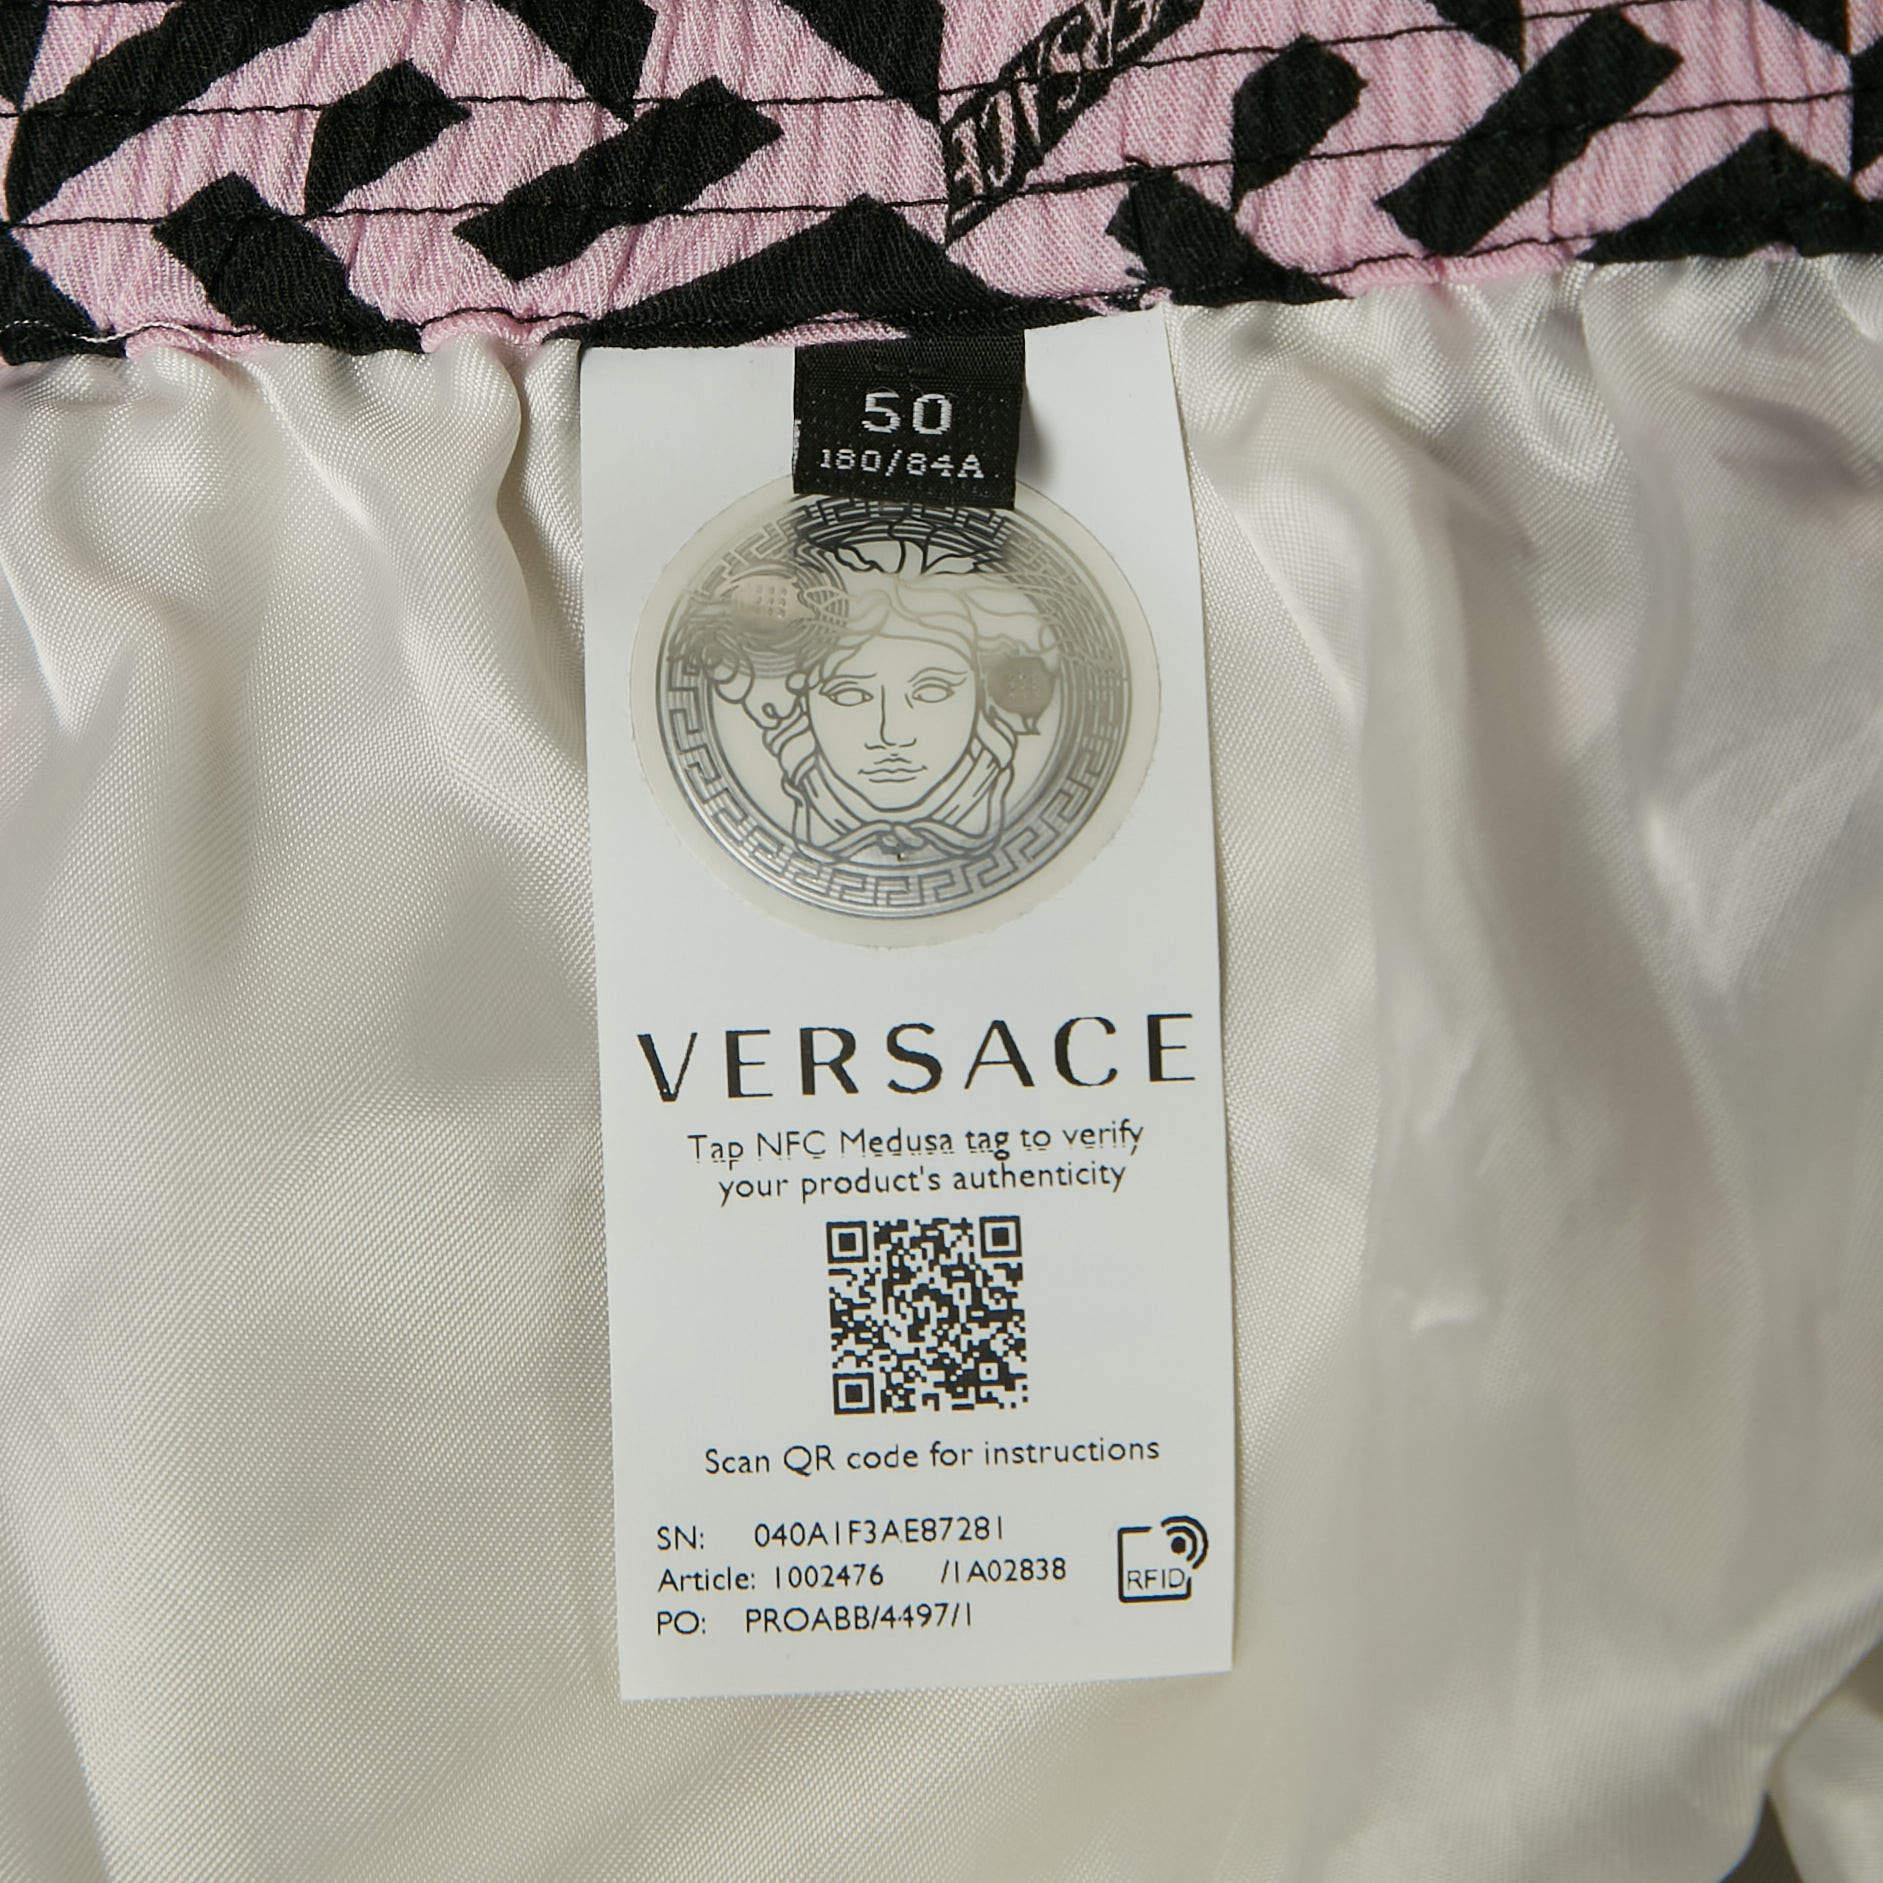 VERSACE
50
180/84A
VERSACE
Tap NFC Medusa tag to verify
your product's authenticity
Scan QR code for instructions
SN: 040A1F3AE87281
Article: 1002476 /1A02838
PO: PROABB/4497/1
RFID